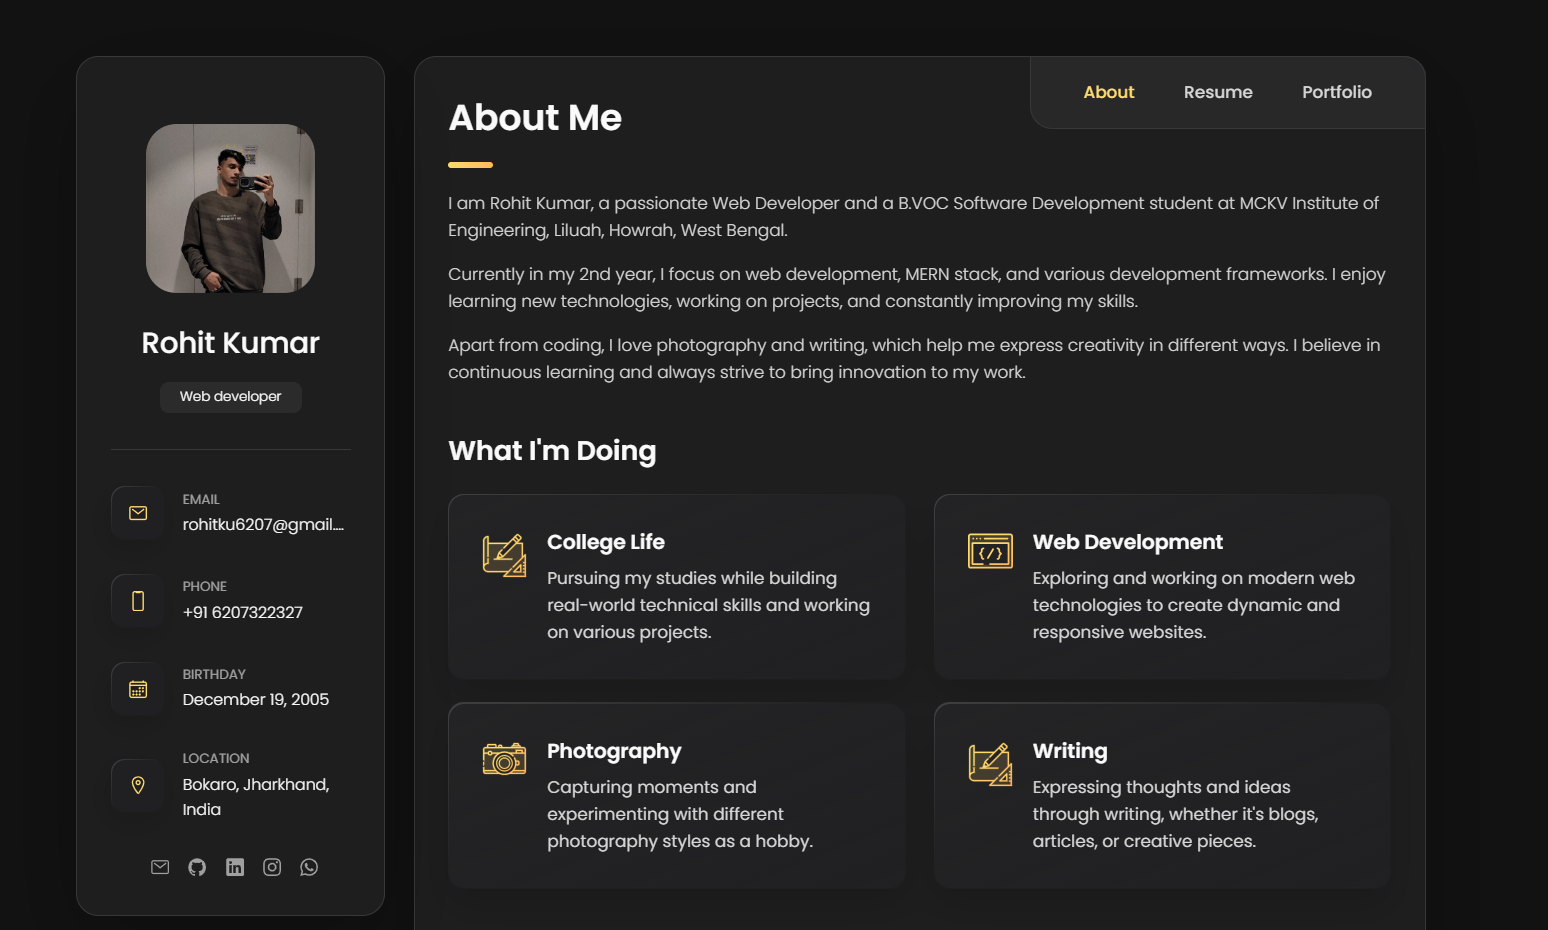 Rohit Kumar
Web developer
EMAIL
rohitku6207@gmail....
PHONE
+91 6207322327
BIRTHDAY
December 19, 2005
LOCATION
Bokaro, Jharkhand,
India
About Resume Portfolio
About Me
I am Rohit Kumar, a passionate Web Developer and a B.VOC Software Development student at MCKV Institute of
Engineering, Liluah, Howrah, West Bengal.
Currently in my 2nd year, I focus on web development, MERN stack, and various development frameworks. I enjoy
learning new technologies, working on projects, and constantly improving my skills.
Apart from coding, I love photography and writing, which help me express creativity in different ways. I believe in
continuous learning and always strive to bring innovation to my work.
What I'm Doing
College Life
Pursuing my studies while building
real-world technical skills and working
on various projects.
Web Development
Exploring and working on modern web
technologies to create dynamic and
responsive websites.
Photography
Capturing moments and
experimenting with different
photography styles as a hobby.
Writing
Expressing thoughts and ideas
through writing, whether it's blogs,
articles, or creative pieces.